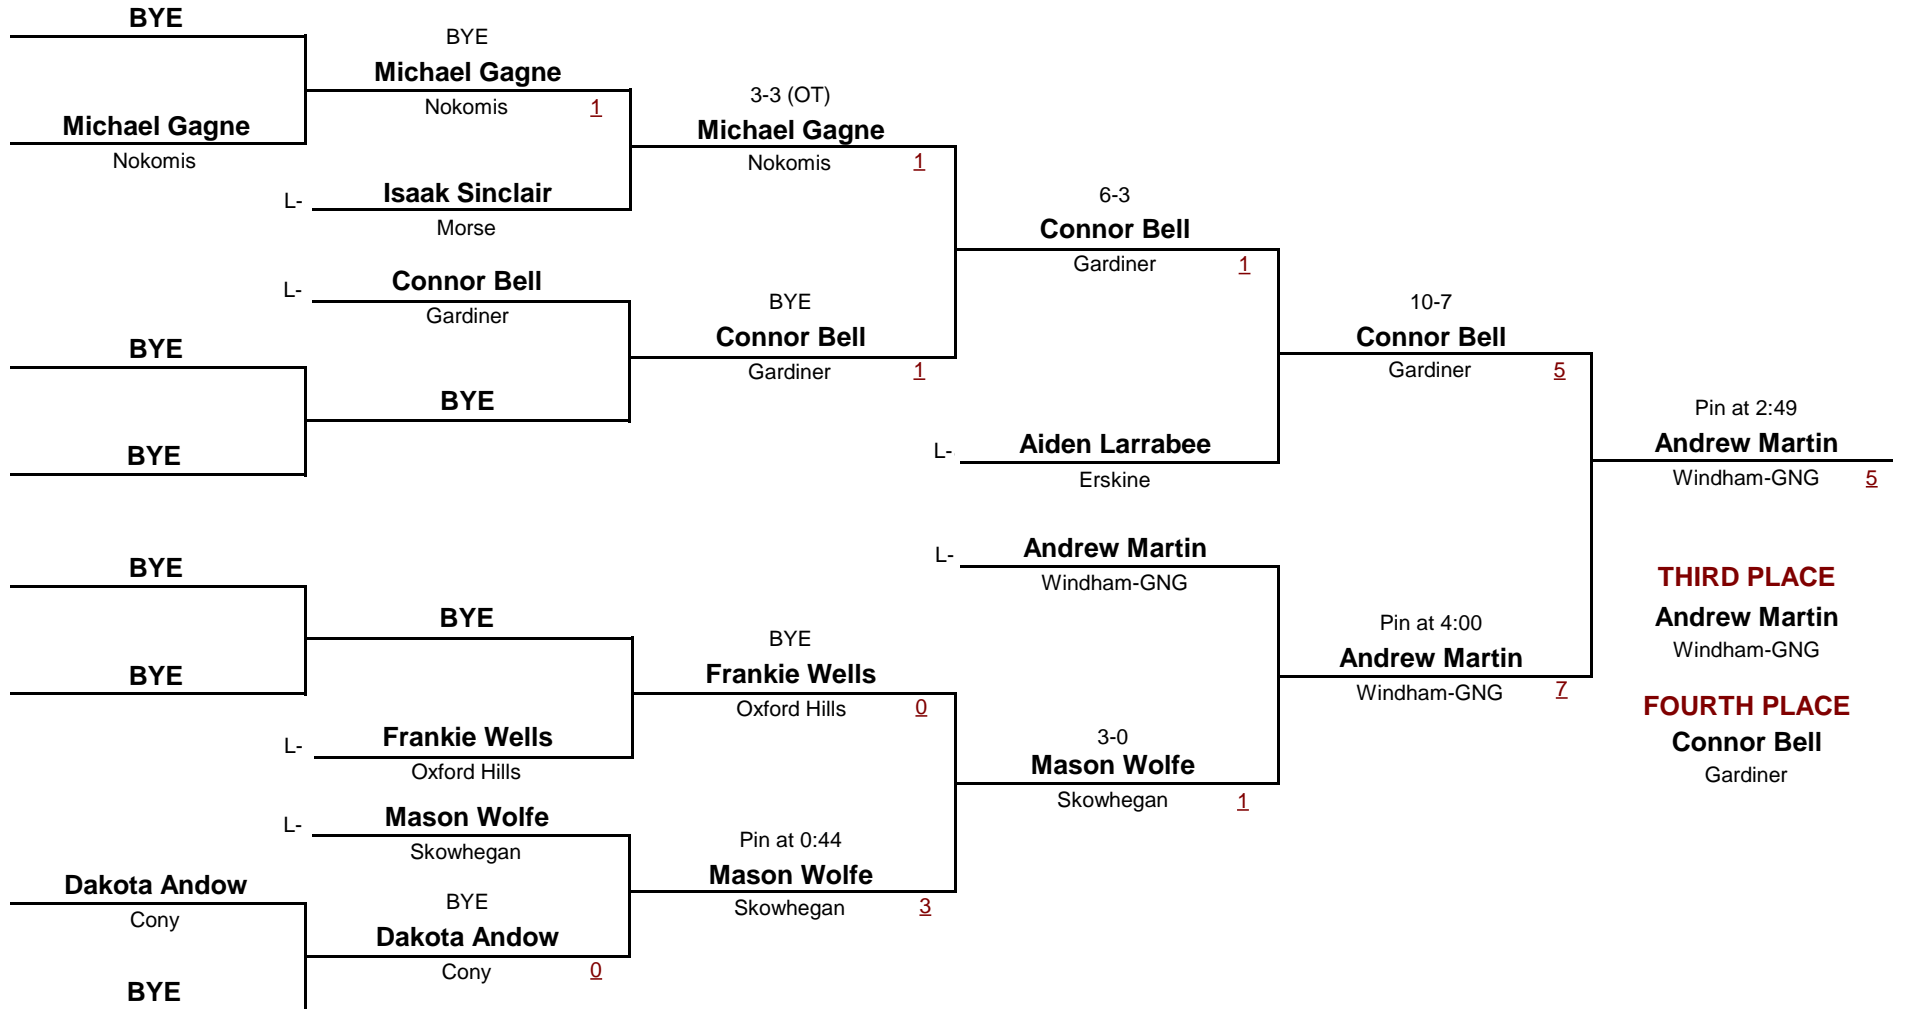 BYE
Michael Gagne
Nokomis
BYE
BYE
BYE
BYE
Dakota Andow
Cony
BYE
BYE
Michael Gagne
Nokomis 1
L- Isaak Sinclair
Morse
L- Connor Bell
Gardiner
BYE
BYE
L- Frankie Wells
Oxford Hills
L- Mason Wolfe
Skowhegan
BYE
Dakota Andow
Cony 0
3-3 (OT)
Michael Gagne
Nokomis 1
BYE
Connor Bell
Gardiner 1
BYE
Frankie Wells
Oxford Hills 0
Pin at 0:44
Mason Wolfe
Skowhegan 3
6-3
Connor Bell
Gardiner 1
L- Aiden Larrabee
Erskine
L- Andrew Martin
Windham-GNG
3-0
Mason Wolfe
Skowhegan 1
10-7
Connor Bell
Gardiner 5
Pin at 4:00
Andrew Martin
Windham-GNG 7
Pin at 2:49
Andrew Martin
Windham-GNG 5
THIRD PLACE
Andrew Martin
Windham-GNG
FOURTH PLACE
Connor Bell
Gardiner